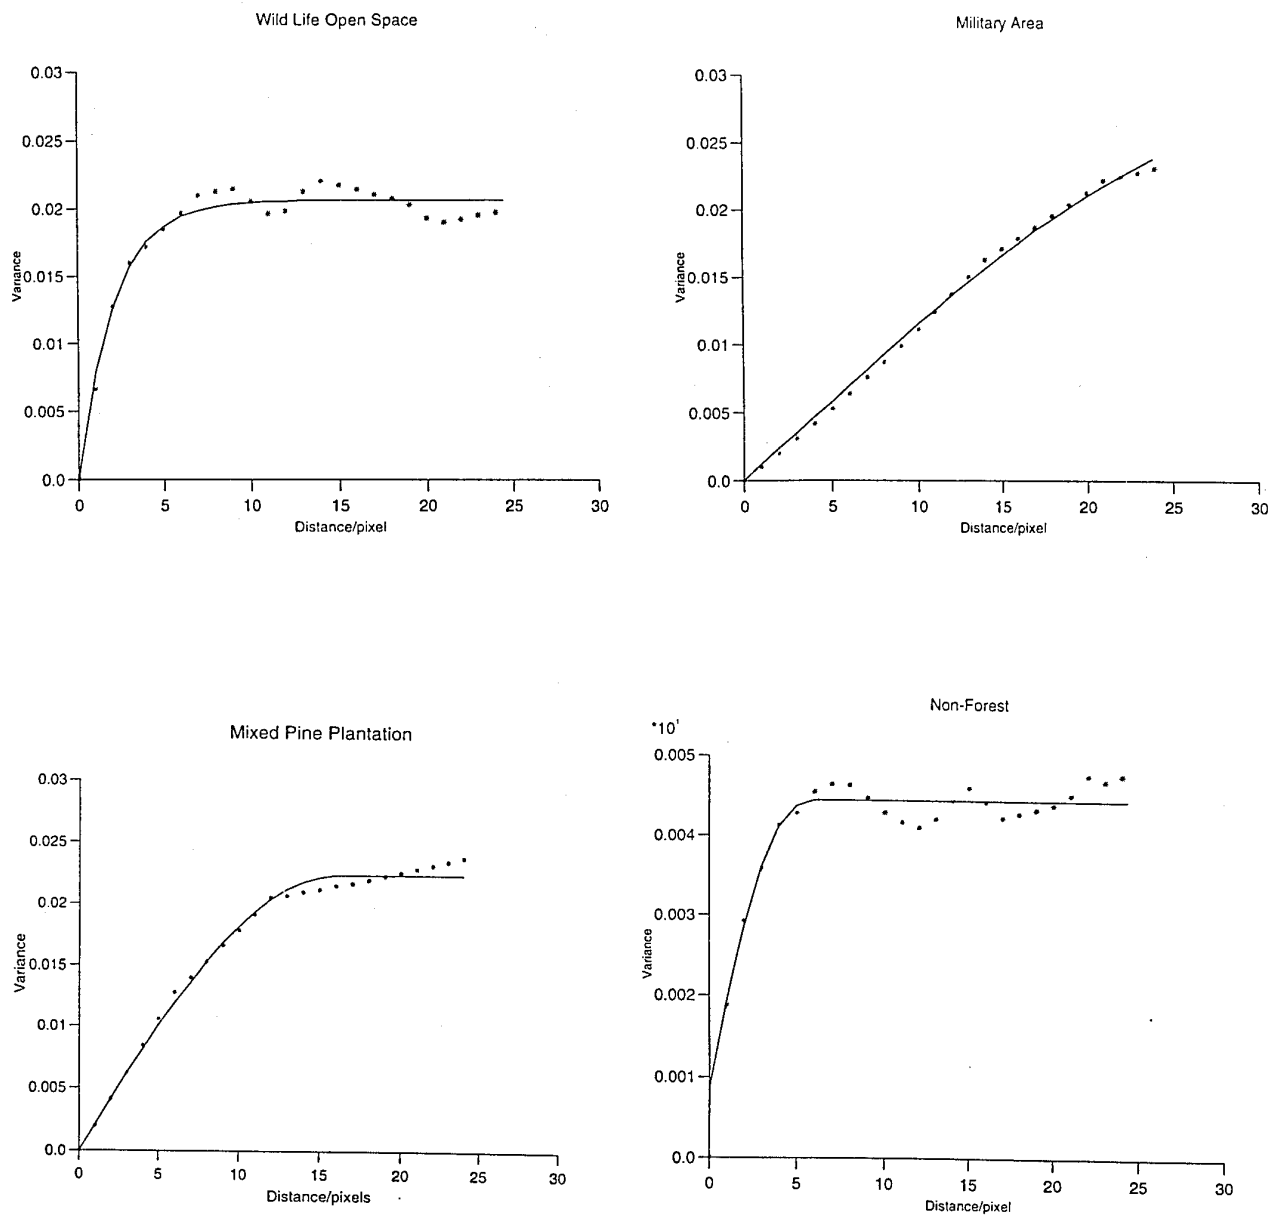 Wild Life Open Space
0.03
0.025
0.02
0.015
0.01
0.005
0.0
Variance
0 5 10 15 20 25 30
Distance/pixel
Military Area
0.03
0.025
0.02
0.015
0.01
0.005
0.0
Variance
0 5 10 15 20 25 30
Distance/pixel
Mixed Pine Plantation
0.03
0.025
0.02
0.015
0.01
0.005
0.0
Variance
0 5 10 15 20 25 30
Distance/pixels
Non-Forest
*10¹
0.005
0.004
0.003
0.002
0.001
0.0
Variance
0 5 10 15 20 25 30
Distance/pixel